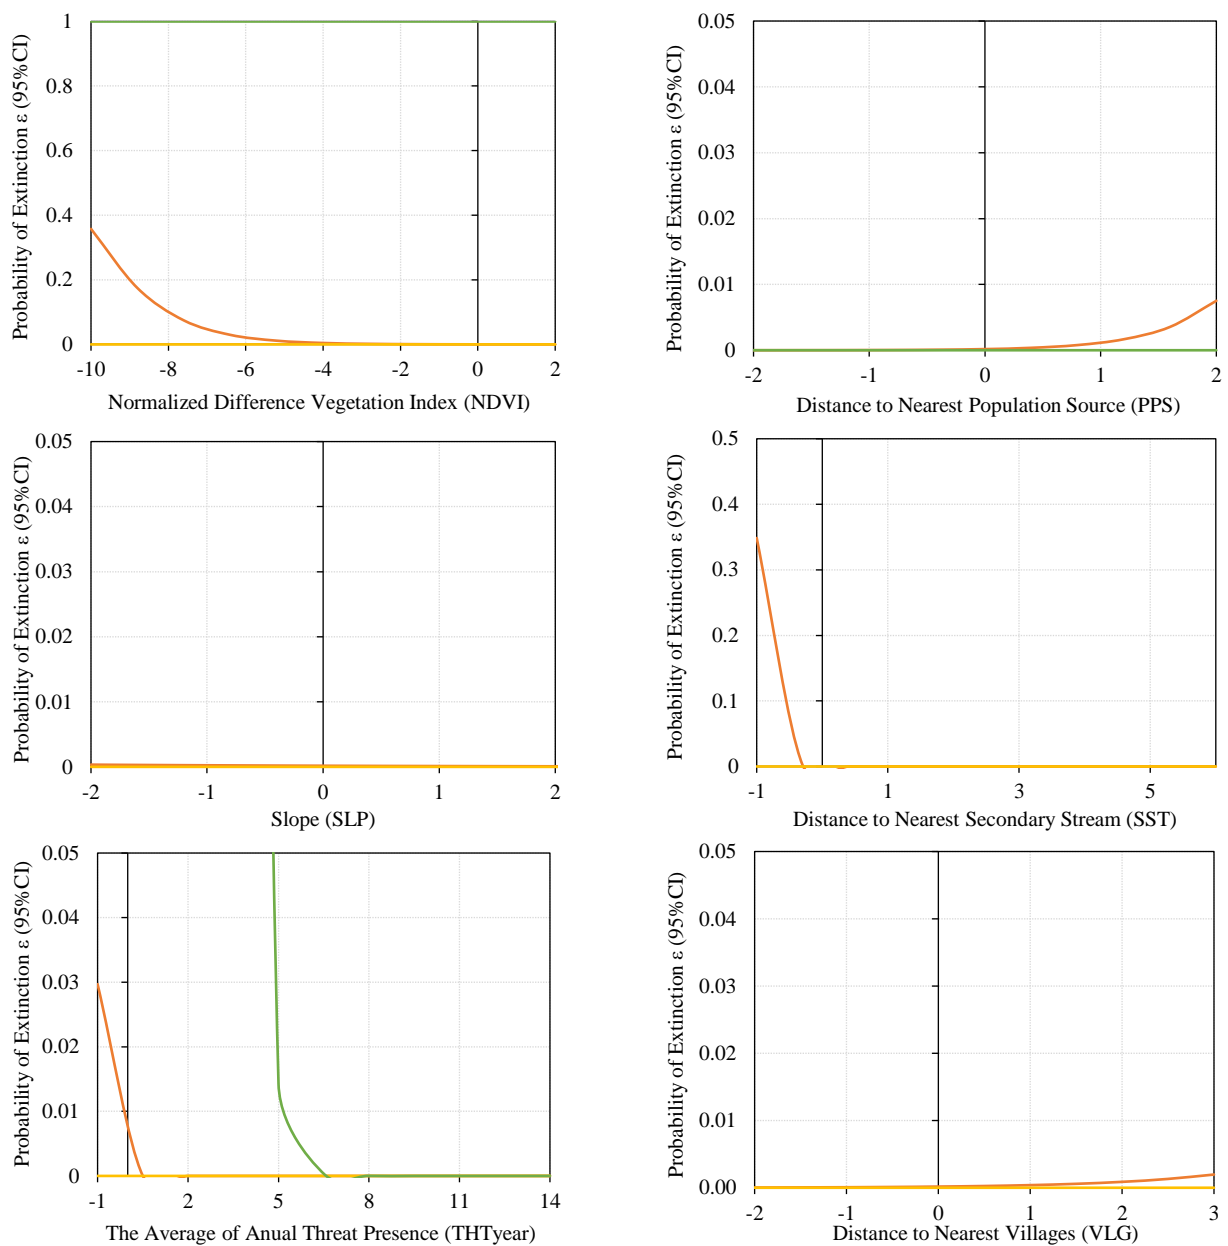 Probability of Extinction ε (95%CI)
1
0.8
0.6
0.4
0.2
0
-10 -8 -6 -4 -2 0 2
Normalized Difference Vegetation Index (NDVI)
Probability of Extinction ε (95%CI)
0.05
0.04
0.03
0.02
0.01
0
-2 -1 0 1 2
Distance to Nearest Population Source (PPS)
Probability of Extinction ε (95%CI)
0.05
0.04
0.03
0.02
0.01
0
-2 -1 0 1 2
Slope (SLP)
Probability of Extinction ε (95%CI)
0.5
0.4
0.3
0.2
0.1
0
-1 1 3 5
Distance to Nearest Secondary Stream (SST)
Probability of Extinction ε (95%CI)
0.05
0.04
0.03
0.02
0.01
0
-1 2 5 8 11 14
The Average of Anual Threat Presence (THTyear)
Probability of Extinction ε (95%CI)
0.05
0.04
0.03
0.02
0.01
0.00
-2 -1 0 1 2 3
Distance to Nearest Villages (VLG)